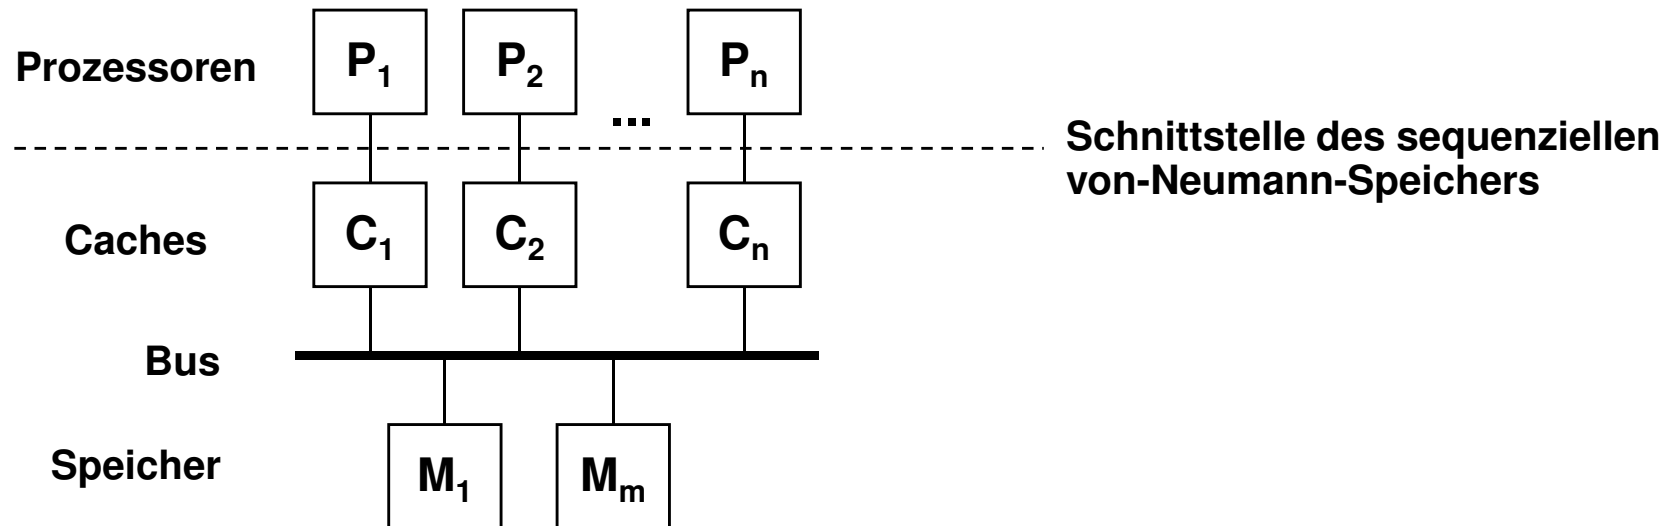 Prozessoren P₁ P₂ ... Pₙ
Schnittstelle des sequenziellen
von-Neumann-Speichers
Caches C₁ C₂ Cₙ
Bus
Speicher M₁ Mₘ